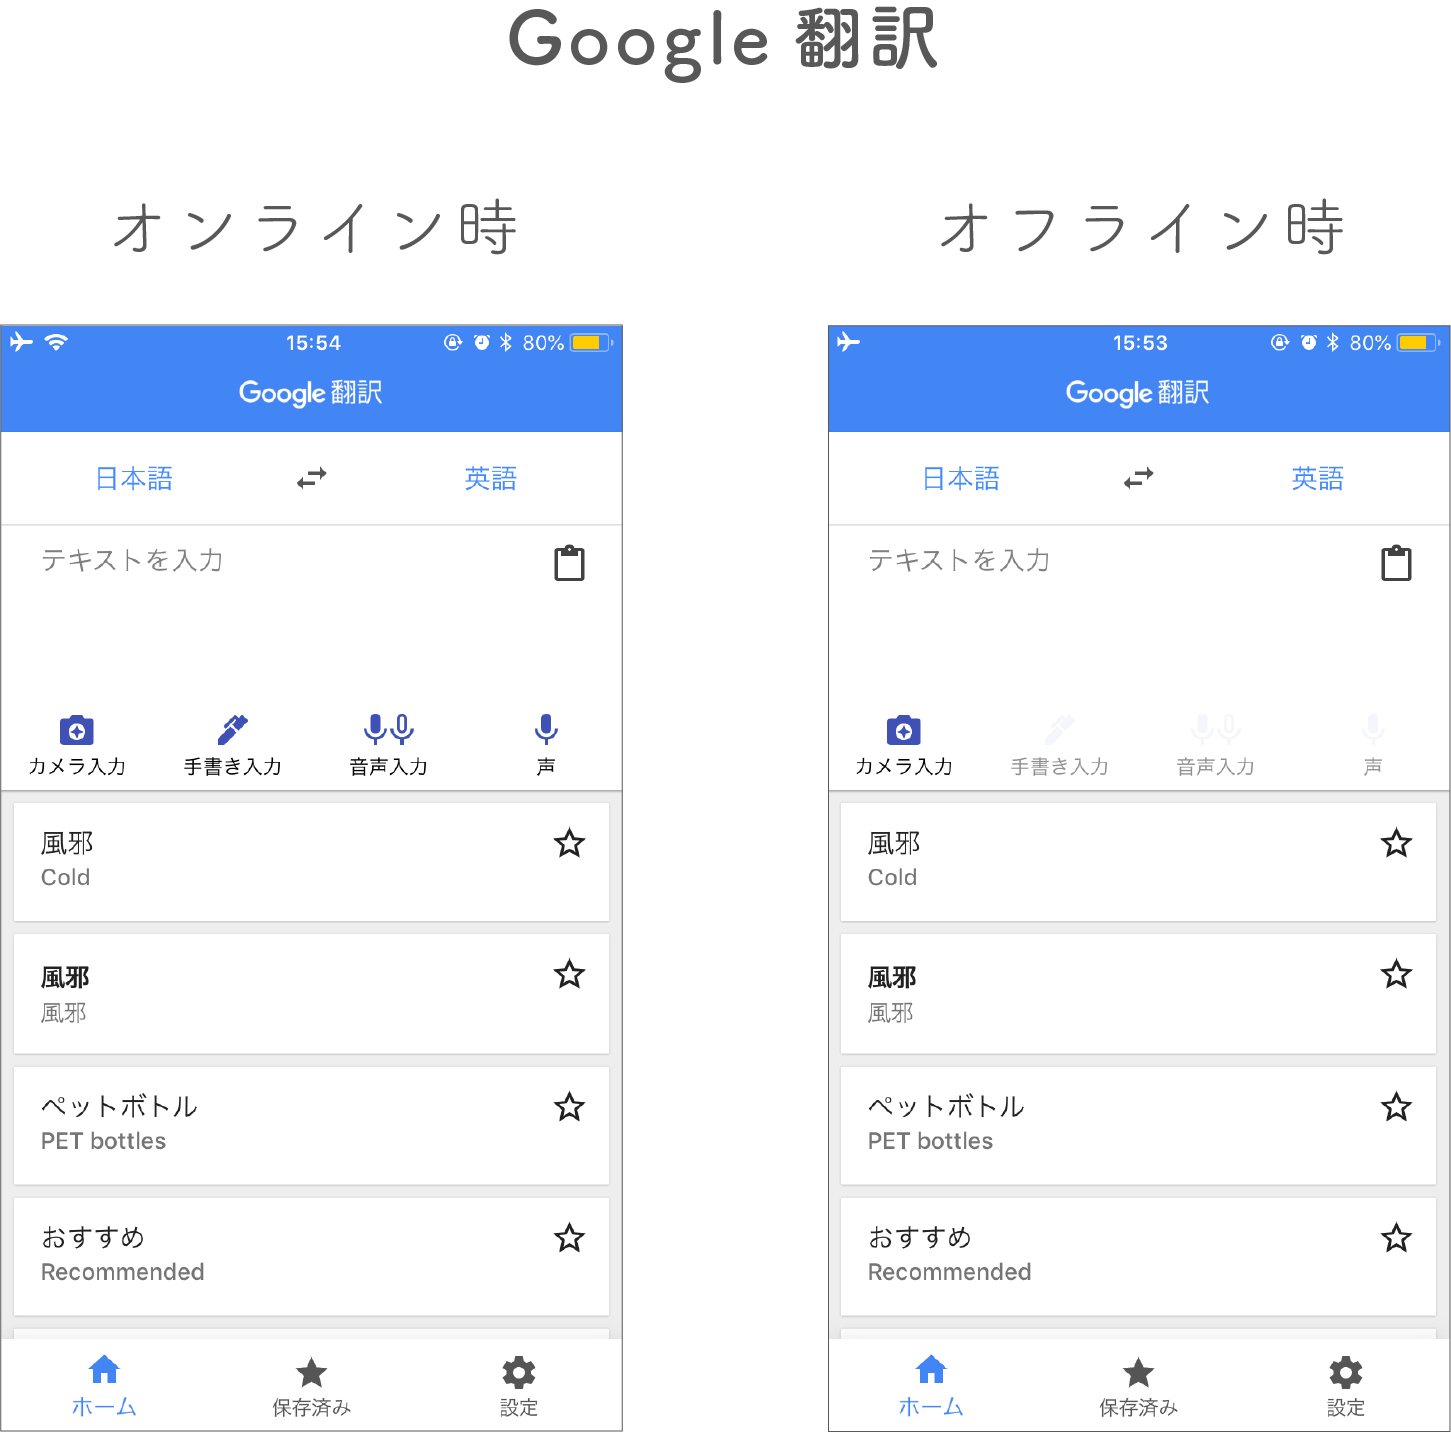 Google 翻訳
オンライン時
15:54
80%
Google 翻訳
日本語
英語
テキストを入力
カメラ入力
手書き入力
音声入力
声
風邪
Cold
風邪
風邪
ペットボトル
PET bottles
おすすめ
Recommended
ホーム
保存済み
設定
オフライン時
15:53
80%
Google 翻訳
日本語
英語
テキストを入力
カメラ入力
手書き入力
音声入力
声
風邪
Cold
風邪
風邪
ペットボトル
PET bottles
おすすめ
Recommended
ホーム
保存済み
設定